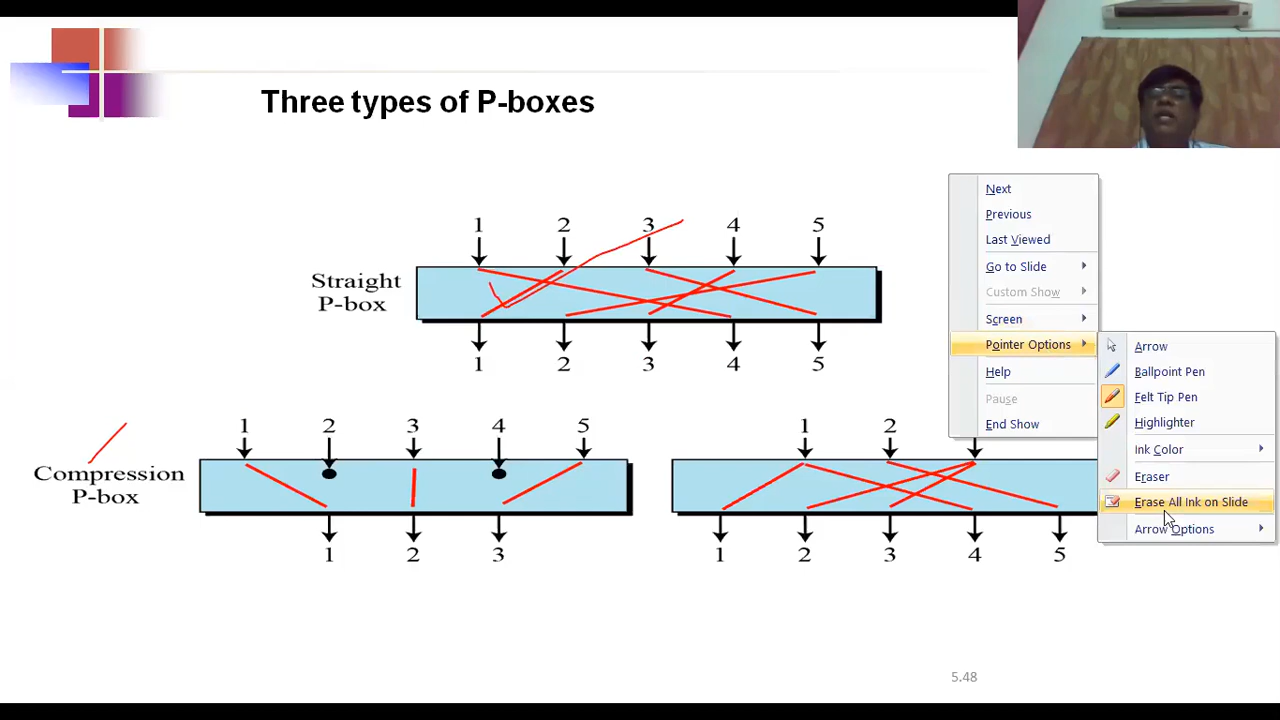 Three types of P-boxes
1 2 3 4 5
Straight
P-box
1 2 3 4 5
Compression
P-box
1 2 3 4 5
1 2 3
1 2
1 2 3 4 5
5.48
Next
Previous
Last Viewed
Go to Slide
Custom Show
Screen
Pointer Options
Help
Pause
End Show
Arrow
Ballpoint Pen
Felt Tip Pen
Highlighter
Ink Color
Eraser
Erase All Ink on Slide
Arrow Options